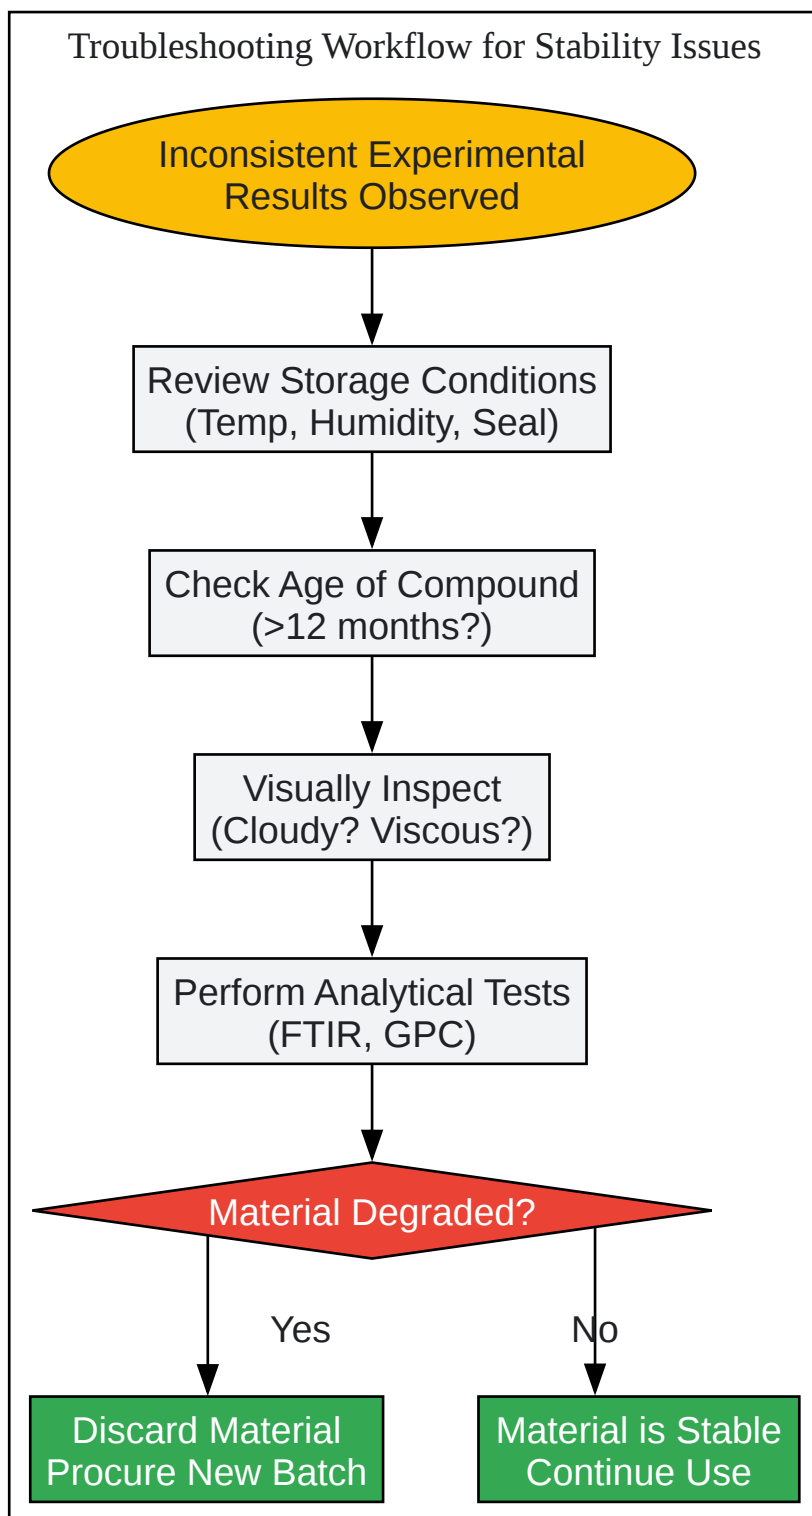 Troubleshooting Workflow for Stability Issues
Inconsistent Experimental
Results Observed
Review Storage Conditions
(Temp, Humidity, Seal)
Check Age of Compound
(>12 months?)
Visually Inspect
(Cloudy? Viscous?)
Perform Analytical Tests
(FTIR, GPC)
Material Degraded?
Yes
No
Discard Material
Procure New Batch
Material is Stable
Continue Use